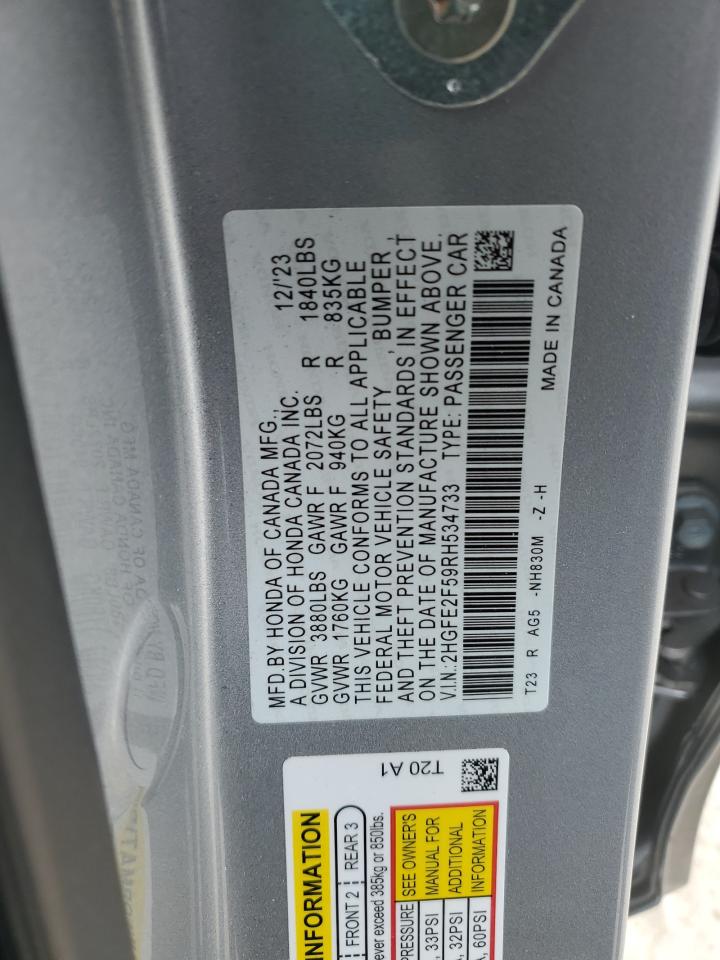 MFD.BY HONDA OF CANADA MFG., 12/'23
A DIVISION OF HONDA CANADA INC.
GVWR 3880LBS GAWR F 2072LBS R 1840LBS
GVWR 1760KG GAWR F 940KG R 835KG
THIS VEHICLE CONFORMS TO ALL APPLICABLE
FEDERAL MOTOR VEHICLE SAFETY , BUMPER ,
AND THEFT PREVENTION STANDARDS IN EFFECT
ON THE DATE OF MANUFACTURE SHOWN ABOVE.
V.I.N.:2HGFE2F59RH534733 TYPE: PASSENGER CAR
T23 R AG5 -NH830M -Z -H
MADE IN CANADA
T20 A1
INFORMATION
FRONT 2 REAR 3
exceed 385kg or 850lbs.
PRESSURE SEE OWNER'S
33PSI MANUAL FOR
32PSI ADDITIONAL
60PSI INFORMATION